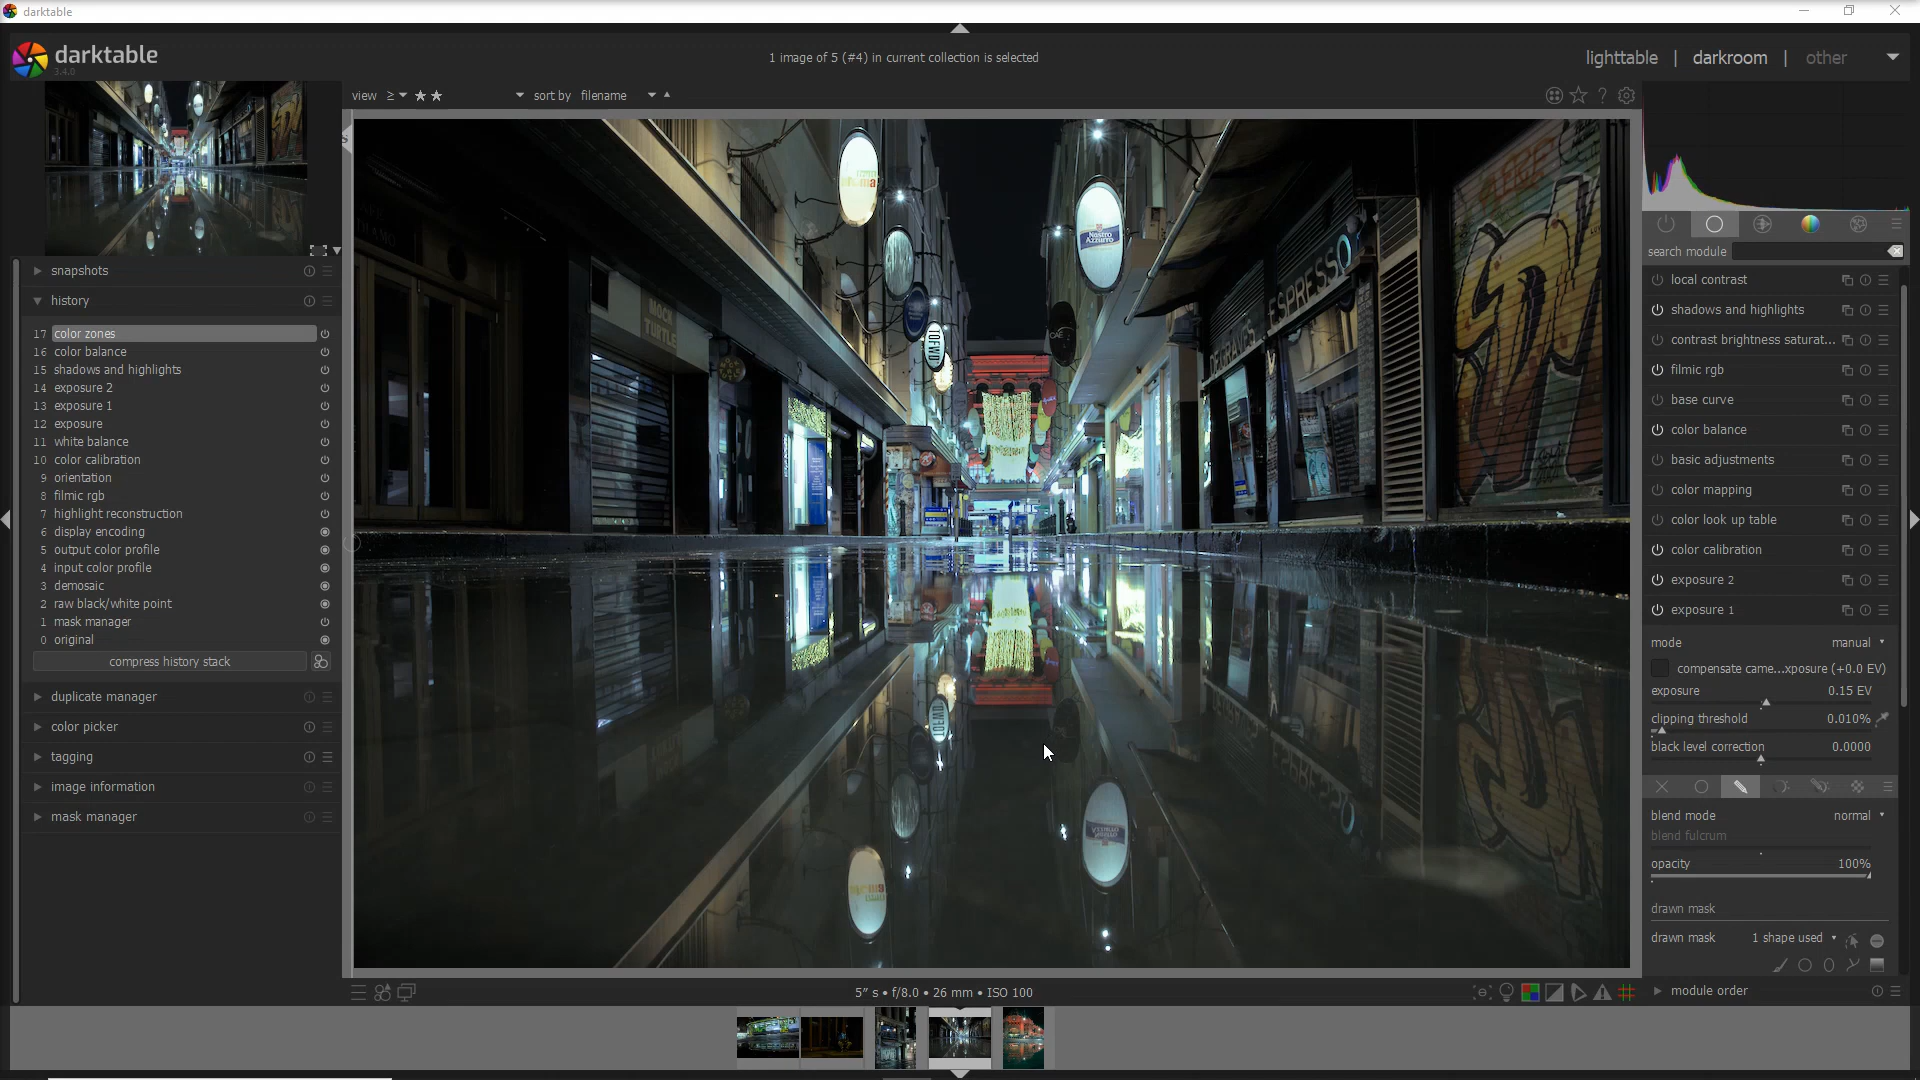 darktable
darktable
3.4.0
1 image of 5 (#4) in current collection is selected
lighttable | darkroom | other
view ≥ ★ ★ sort by filename
?
search module
snapshots
history
17 color zones
16 color balance
15 shadows and highlights
14 exposure 2
13 exposure 1
12 exposure
11 white balance
10 color calibration
9 orientation
8 filmic rgb
7 highlight reconstruction
6 display encoding
5 output color profile
4 input color profile
3 demosaic
2 raw black/white point
1 mask manager
0 original
compress history stack
duplicate manager
color picker
tagging
image information
mask manager
Nastro
Azzurro
MOCK
TURTLE
DEGRAVES
ESPRESSO
local contrast
shadows and highlights
contrast brightness saturat...
filmic rgb
base curve
color balance
basic adjustments
color mapping
color look up table
color calibration
exposure 2
exposure 1
mode manual
compensate came...xposure (+0.0 EV)
exposure 0.15 EV
clipping threshold 0.010%
black level correction 0.0000
blend mode normal
blend fulcrum
opacity 100%
drawn mask
drawn mask 1 shape used
module order
5″ s • f/8.0 • 26 mm • ISO 100